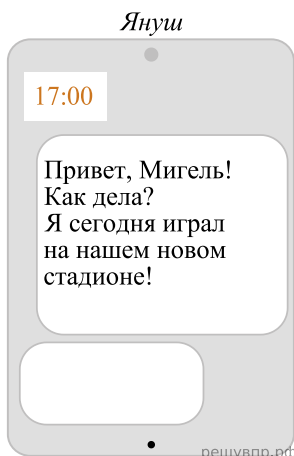 Януш
17:00
Привет, Мигель!
Как дела?
Я сегодня играл
на нашем новом
стадионе!
решувпр.рф